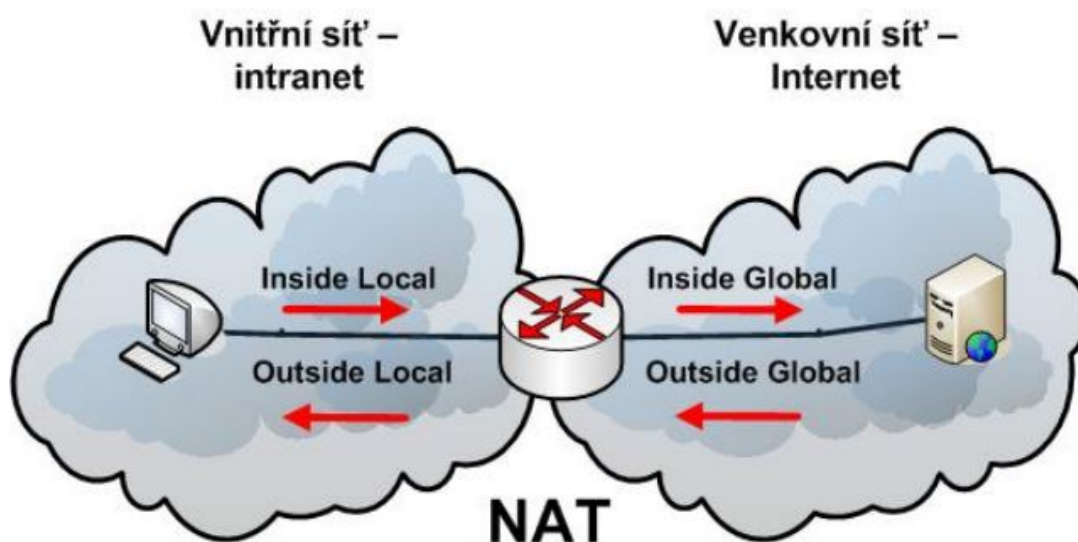 Vnitřní síť –
intranet
Venkovní síť –
Internet
Inside Local
Inside Global
Outside Local
Outside Global
NAT